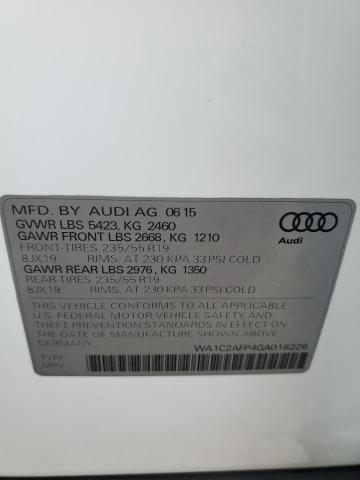 MFD. BY AUDI AG 06 15
GVWR LBS 5423, KG 2460
GAWR FRONT LBS 2668, KG 1210
FRONT-TIRES 235/55 R19
8JX19 RIMS, AT 230 KPA 33 PSI COLD
GAWR REAR LBS 2976, KG 1350
REAR-TIRES 235/55 R19
8JX19 RIMS, AT 230 KPA 33 PSI COLD
Audi
THIS VEHICLE CONFORMS TO ALL APPLICABLE
U.S. FEDERAL MOTOR VEHICLE SAFETY AND
THEFT PREVENTION STANDARDS IN EFFECT ON
THE DATE OF MANUFACTURE SHOWN ABOVE.
WA1C2AFP4GA018226
TYPE:
MPV